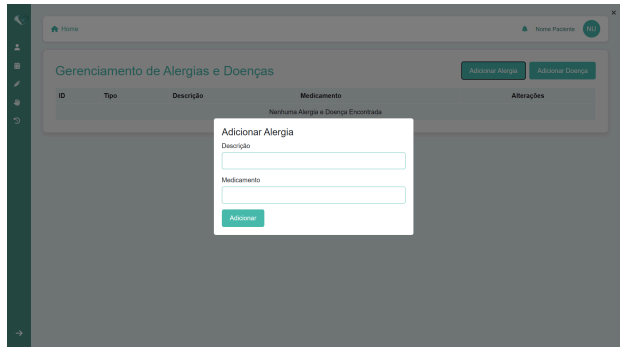 ×
Home
Nome Paciente NU
Gerenciamento de Alergias e Doenças
Adicionar Alergia
Adicionar Doença
ID Tipo Descrição Medicamento Alterações
Nenhuma Alergia e Doença Encontrada
Adicionar Alergia
Descrição
Medicamento
Adicionar